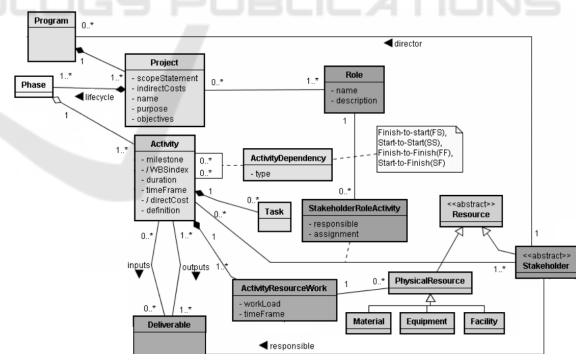 OLOGY PUBLICATIONS
Program
0..*
director
1
Project
- scopeStatement
- indirectCosts
- name
- purpose
- objectives
1..*
1..*
0..*
1..*
Role
- name
- description
Phase
lifecycle
1
1
1..*
Activity
- milestone
- / WBSindex
- duration
- timeFrame
- / directCost
- definition
0..*
0..*
ActivityDependency
- type
Finish-to-start(FS),
Start-to-Start(SS),
Finish-to-Finish(FF),
Start-to-Finish(SF)
1
0..*
Task
0..*
0..*
StakeholderRoleActivity
- responsible
- assignment
<<abstract>>
Resource
1
<<abstract>>
Stakeholder
1..*
0..*
1
1..*
inputs
outputs
ActivityResourceWork
- workLoad
- timeFrame
1
0..*
PhysicalResource
Material
Equipment
Facility
0..*
1..*
Deliverable
responsible